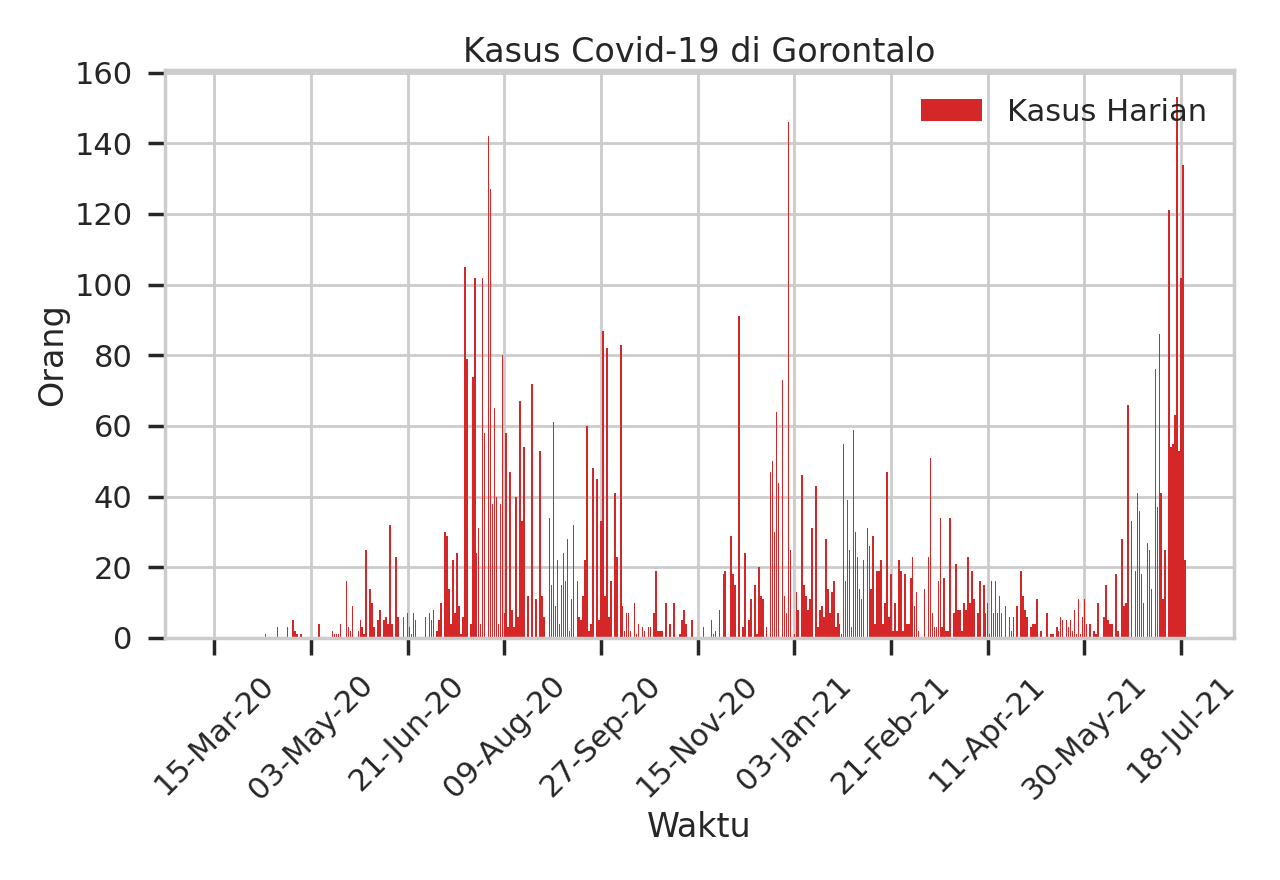 Kasus Covid-19 di Gorontalo
Kasus Harian
Orang
160
140
120
100
80
60
40
20
0
15-Mar-20
03-May-20
21-Jun-20
09-Aug-20
27-Sep-20
15-Nov-20
03-Jan-21
21-Feb-21
11-Apr-21
30-May-21
18-Jul-21
Waktu